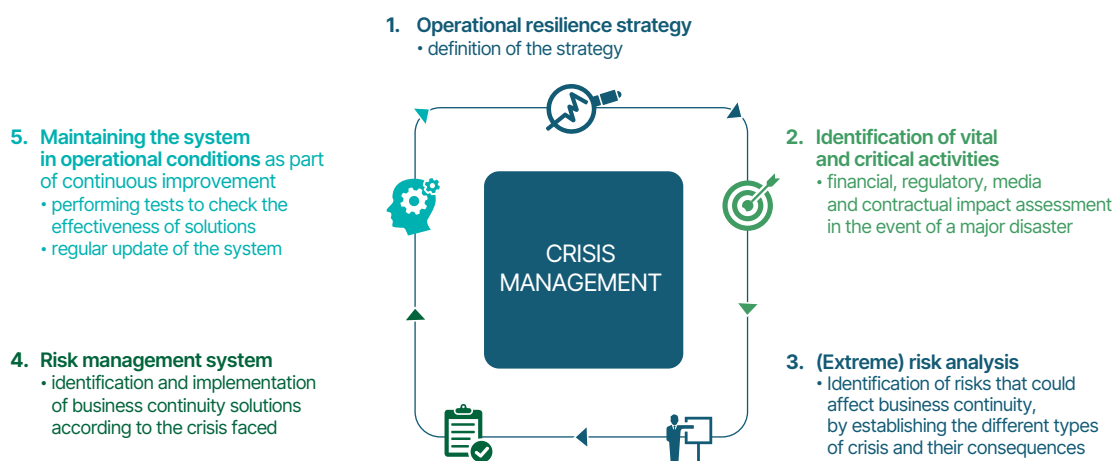 1. Operational resilience strategy
• definition of the strategy
5. Maintaining the system
in operational conditions as part
of continuous improvement
• performing tests to check the
effectiveness of solutions
• regular update of the system
2. Identification of vital
and critical activities
• financial, regulatory, media
and contractual impact assessment
in the event of a major disaster
CRISIS
MANAGEMENT
4. Risk management system
• identification and implementation
of business continuity solutions
according to the crisis faced
3. (Extreme) risk analysis
• Identification of risks that could
affect business continuity,
by establishing the different types
of crisis and their consequences